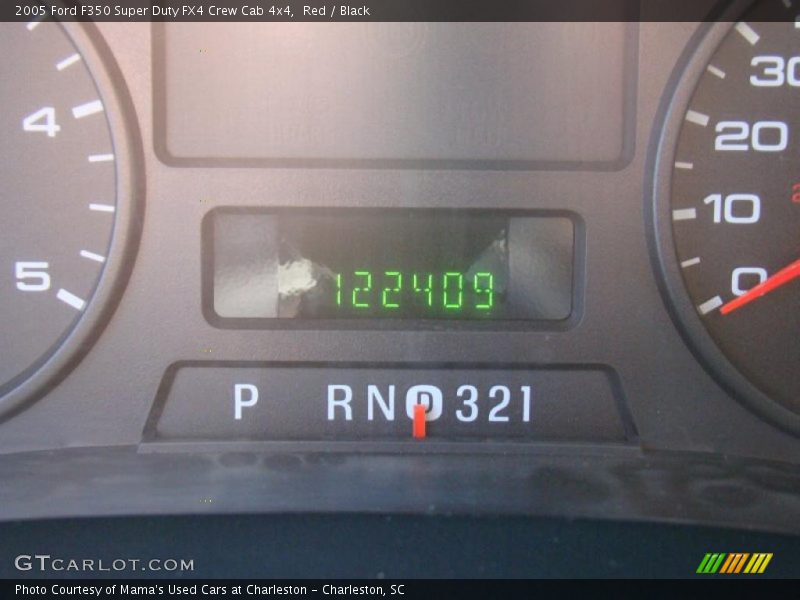 2005 Ford F350 Super Duty FX4 Crew Cab 4x4,  Red / Black
4
5
30
20
10
0
2
122409
P RND321
GTCARLOT.COM
Photo Courtesy of Mama's Used Cars at Charleston - Charleston, SC